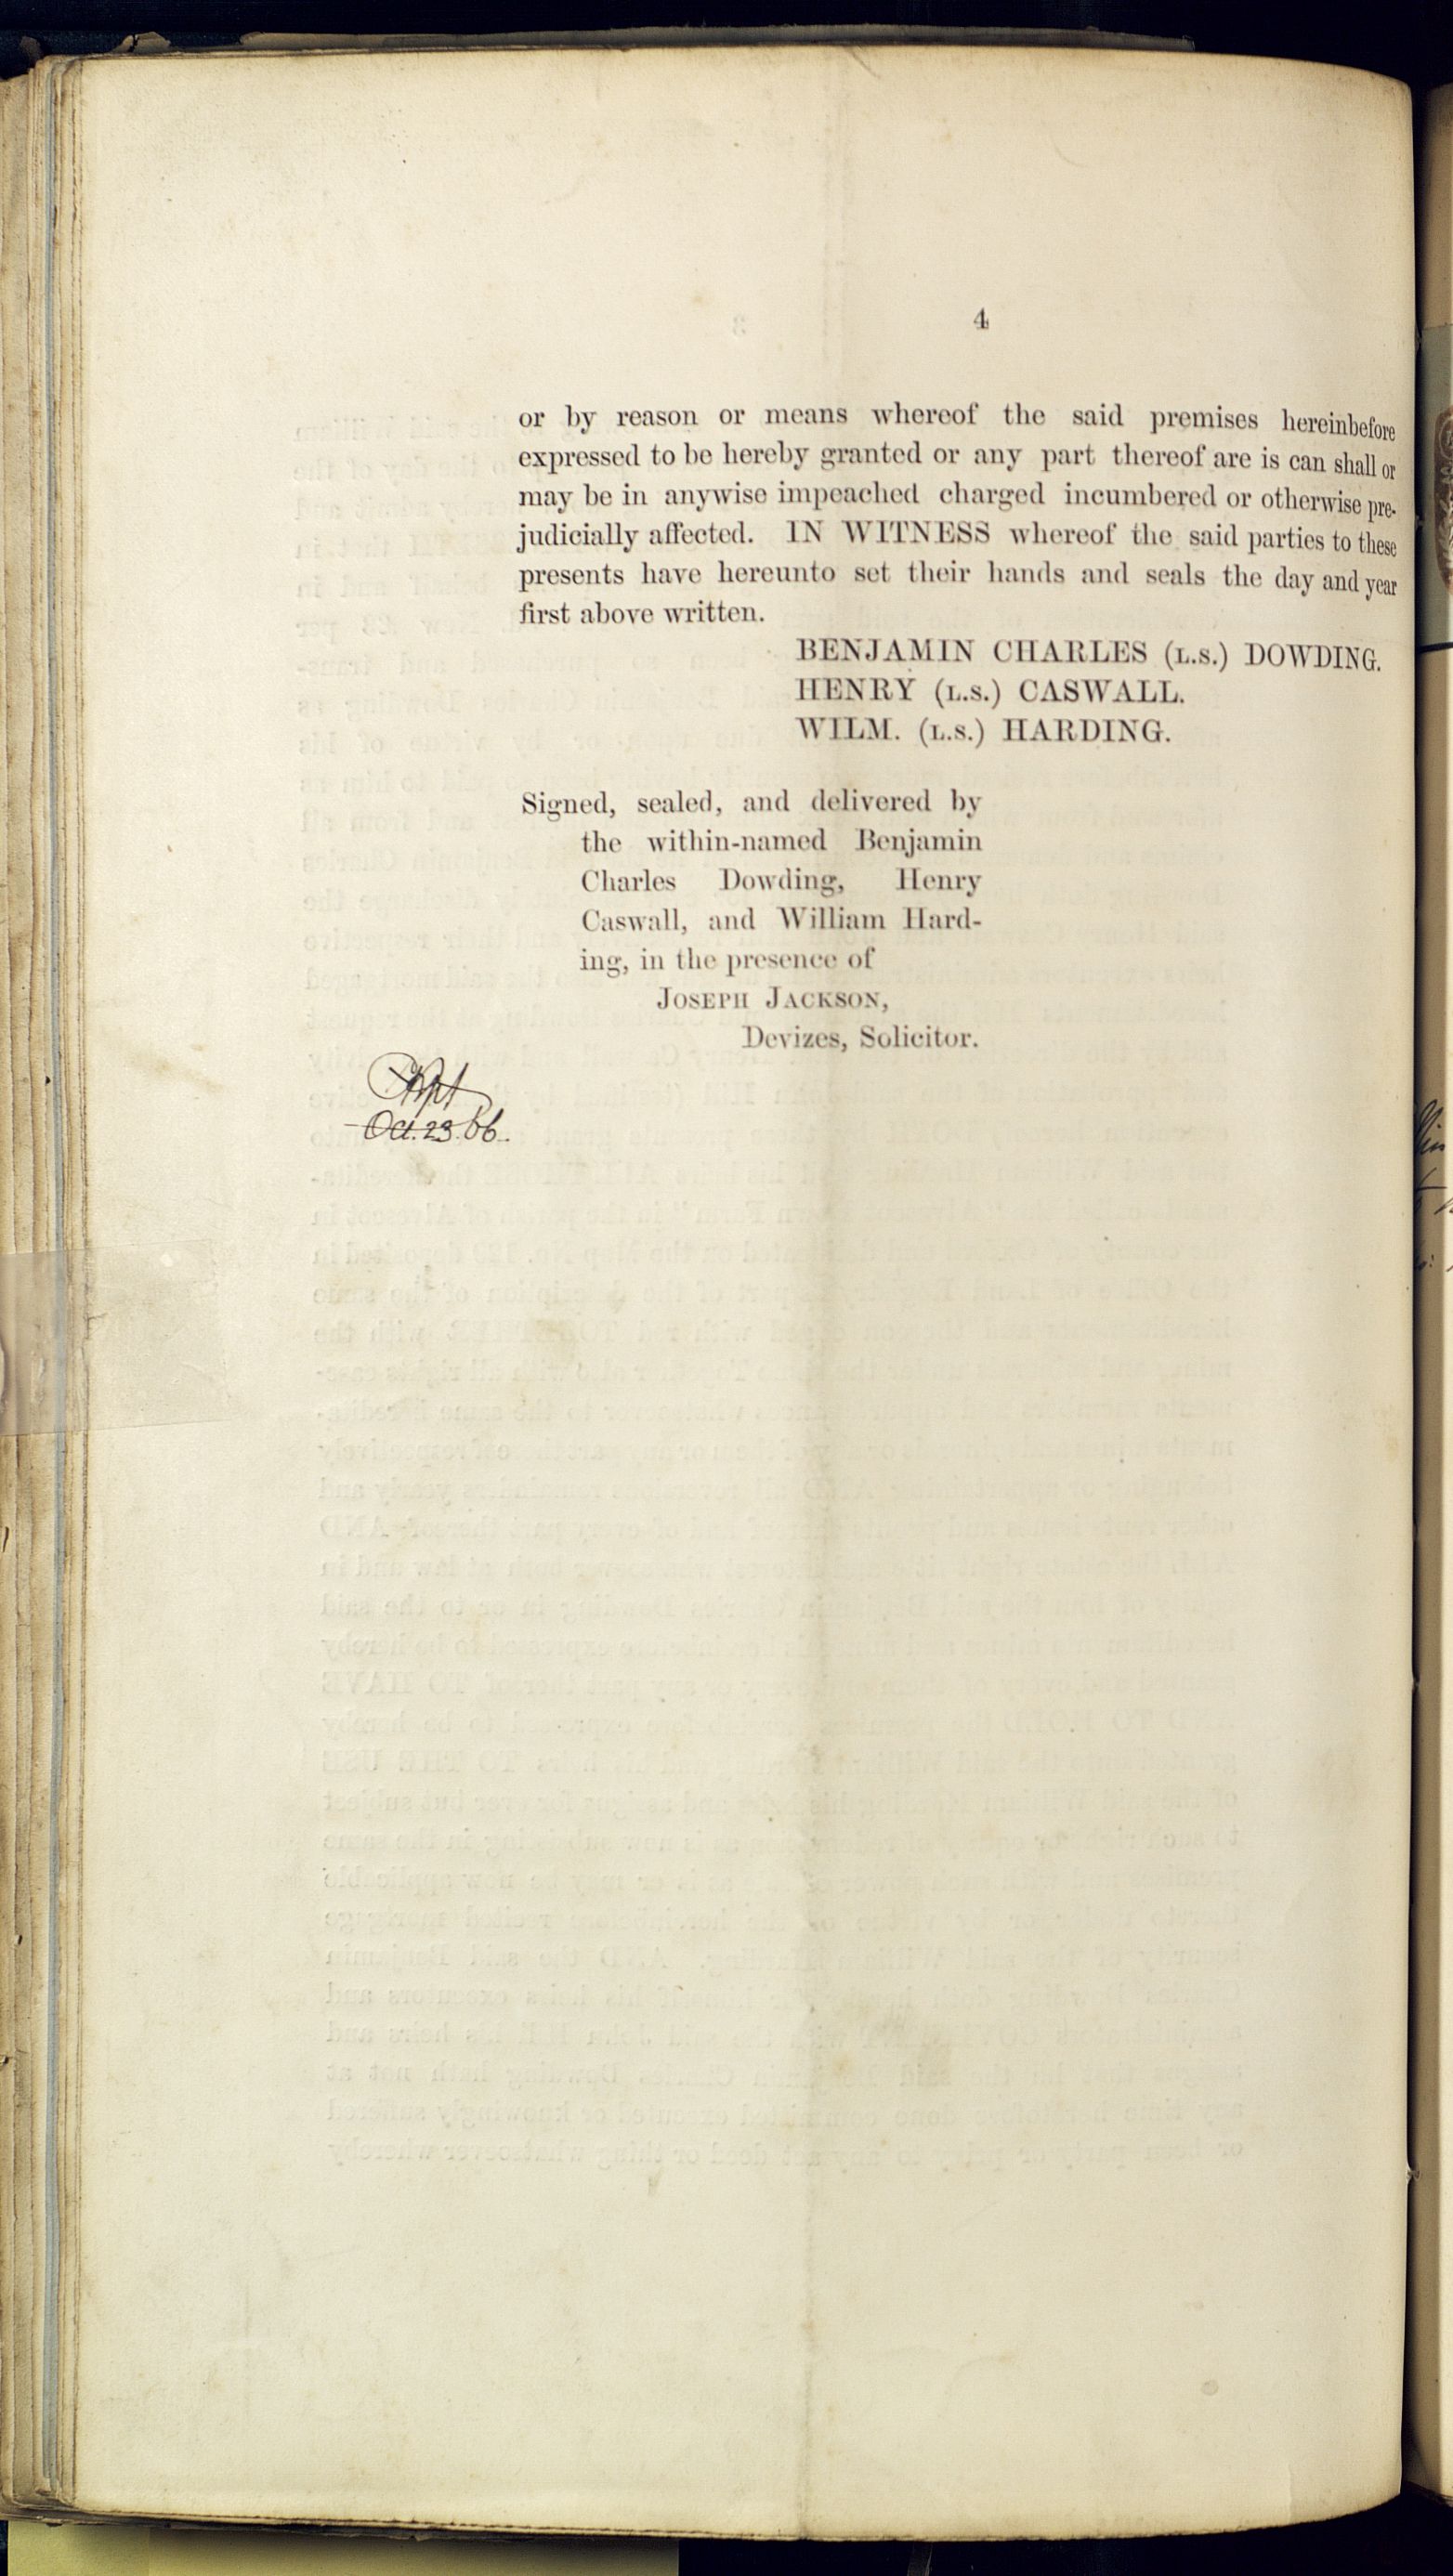 4
or by reason or means whereof the said premises hereinbefore
expressed to be hereby granted or any part thereof are is can shall or
may be in anywise impeached charged incumbered or otherwise pre-
judicially affected. IN WITNESS whereof the said parties to these
presents have hereunto set their hands and seals the day and year
first above written.
BENJAMIN CHARLES (L.S.) DOWDING.
HENRY (L.S.) CASWALL.
WILM. (L.S.) HARDING.
Signed, sealed, and delivered by
the within-named Benjamin
Charles Dowding, Henry
Caswall, and William Hard-
ing, in the presence of
JOSEPH JACKSON,
Devizes, Solicitor.
Oct. 23. 66.